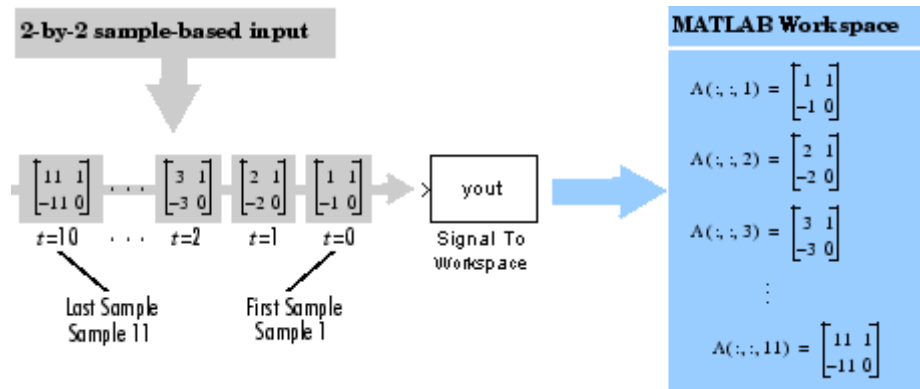 2-by-2 sample-based input
[11 1
-11 0] . . . [3 1
-3 0] [2 1
-2 0] [1 1
-1 0]
t=10 . . . t=2 t=1 t=0
Last Sample
Sample 11
First Sample
Sample 1
yout
Signal To
Workspace
MATLAB Workspace
A(:, :, 1) = [1 1
-1 0]
A(:, :, 2) = [2 1
-2 0]
A(:, :, 3) = [3 1
-3 0]
⋮
A(:, :, 11) = [11 1
-11 0]